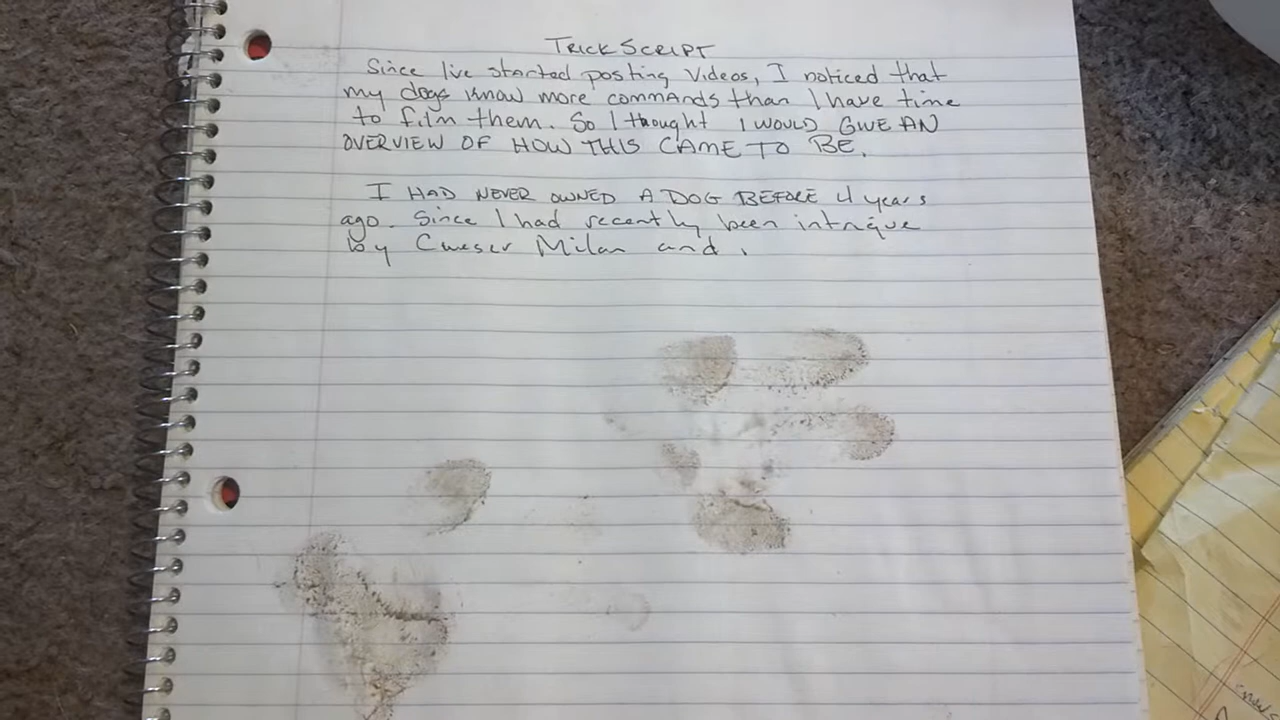 TRICK SCRIPT
Since I've started posting Videos, I noticed that
my dogs know more commands than I have time
to film them. So I thought I WOULD GIVE AN
OVERVIEW OF HOW THIS CAME TO BE.
I HAD NEVER OWNED A DOG BEFORE 4 years
ago. Since I had recently been intrigue
by Ceasar Milan and